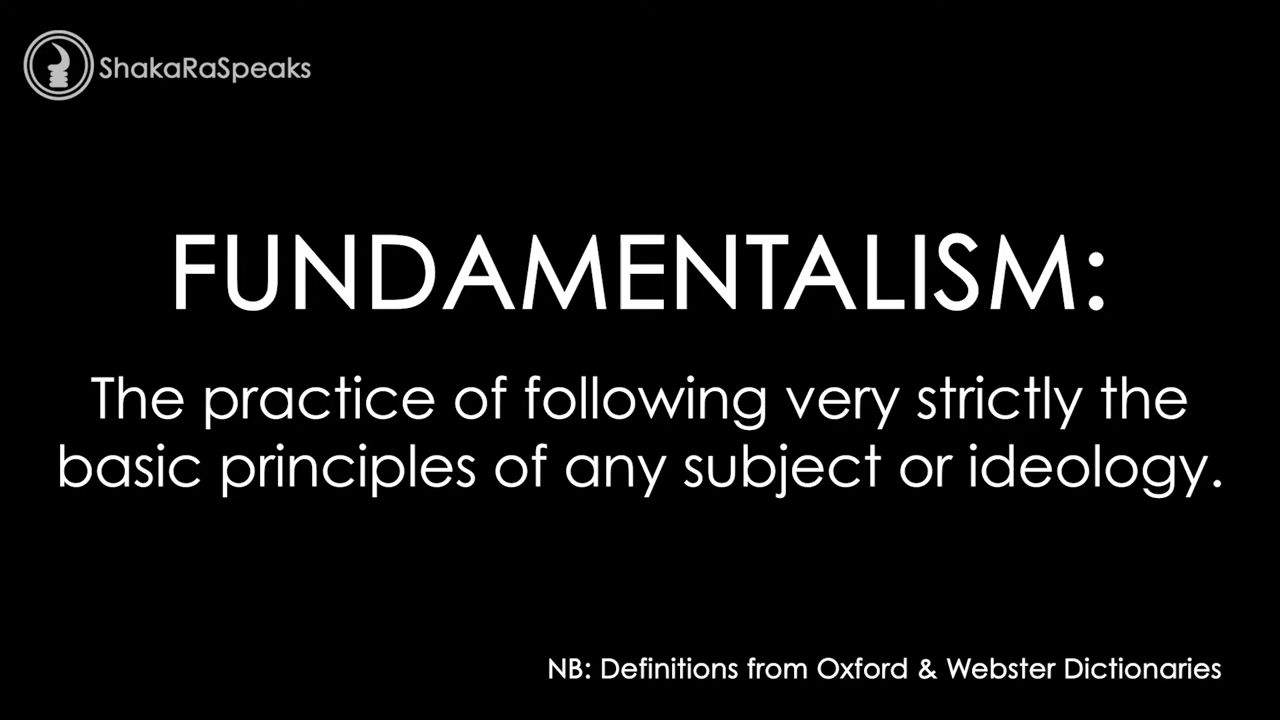 ShakaRaSpeaks
FUNDAMENTALISM:
The practice of following very strictly the
basic principles of any subject or ideology.
NB: Definitions from Oxford & Webster Dictionaries